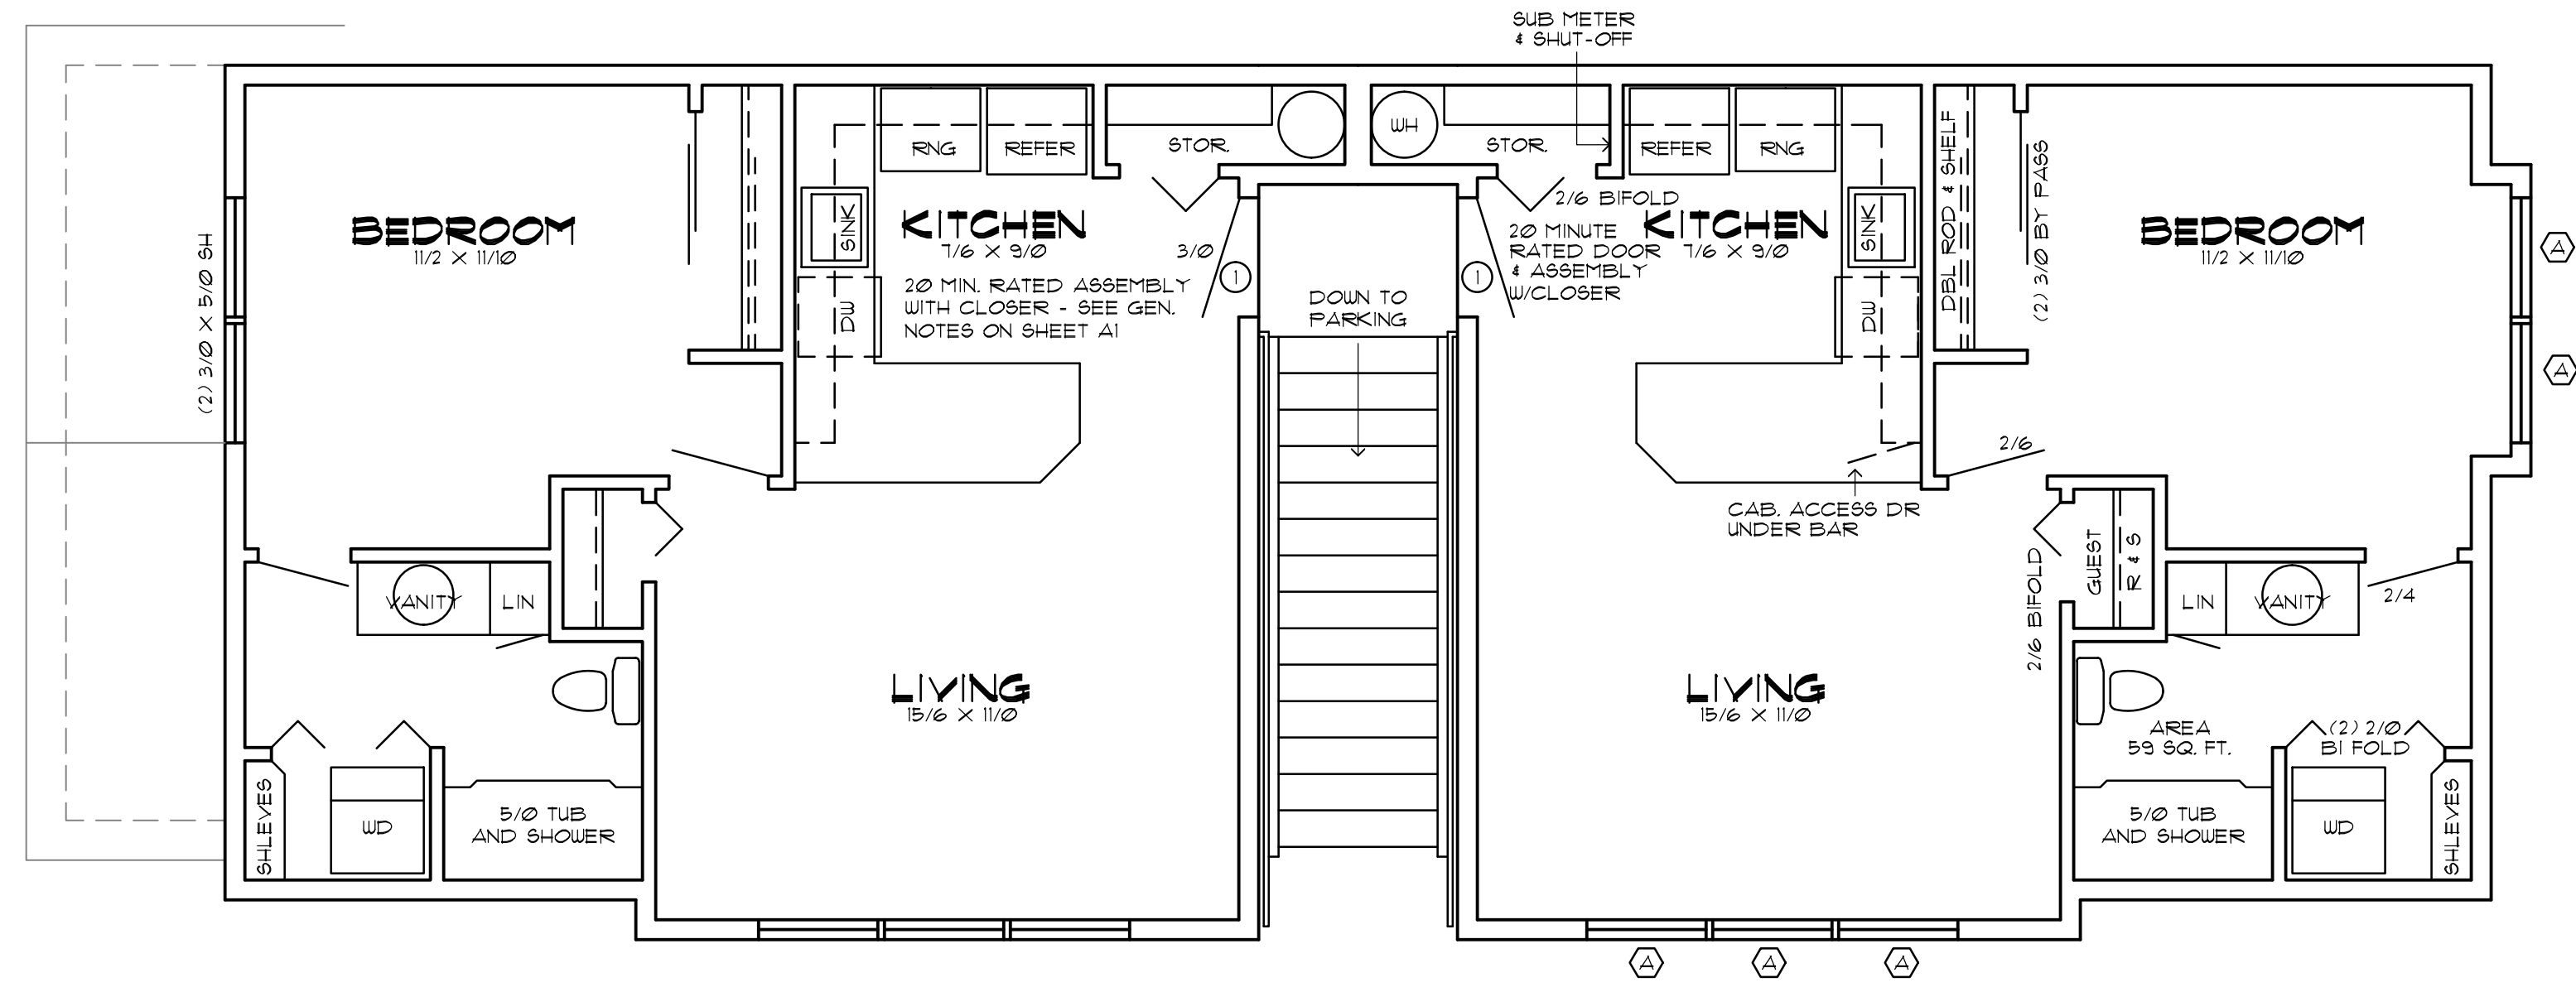 SUB METER
& SHUT-OFF
BEDROOM
11/2 X 11/10
(2) 3/0 X 5/0 SH
RNG
REFER
STOR.
SINK
KITCHEN
7/6 X 9/0
3/0
1
DW
20 MIN. RATED ASSEMBLY
WITH CLOSER - SEE GEN.
NOTES ON SHEET A1
VANITY
LIN
SHLEVES
WD
5/0 TUB
AND SHOWER
LIVING
15/6 X 11/0
DOWN TO
PARKING
WH
STOR.
REFER
RNG
2/6 BIFOLD
20 MINUTE
RATED DOOR
& ASSEMBLY
W/CLOSER
1
KITCHEN
7/6 X 9/0
SINK
DW
DBL ROD & SHELF
(2) 3/0 BY PASS
BEDROOM
11/2 X 11/10
A
A
2/6
CAB. ACCESS DR
UNDER BAR
2/6 BIFOLD
GUEST
R & S
LIN
VANITY
2/4
LIVING
15/6 X 11/0
AREA
59 SQ. FT.
(2) 2/0
BI FOLD
5/0 TUB
AND SHOWER
WD
SHLEVES
A
A
A